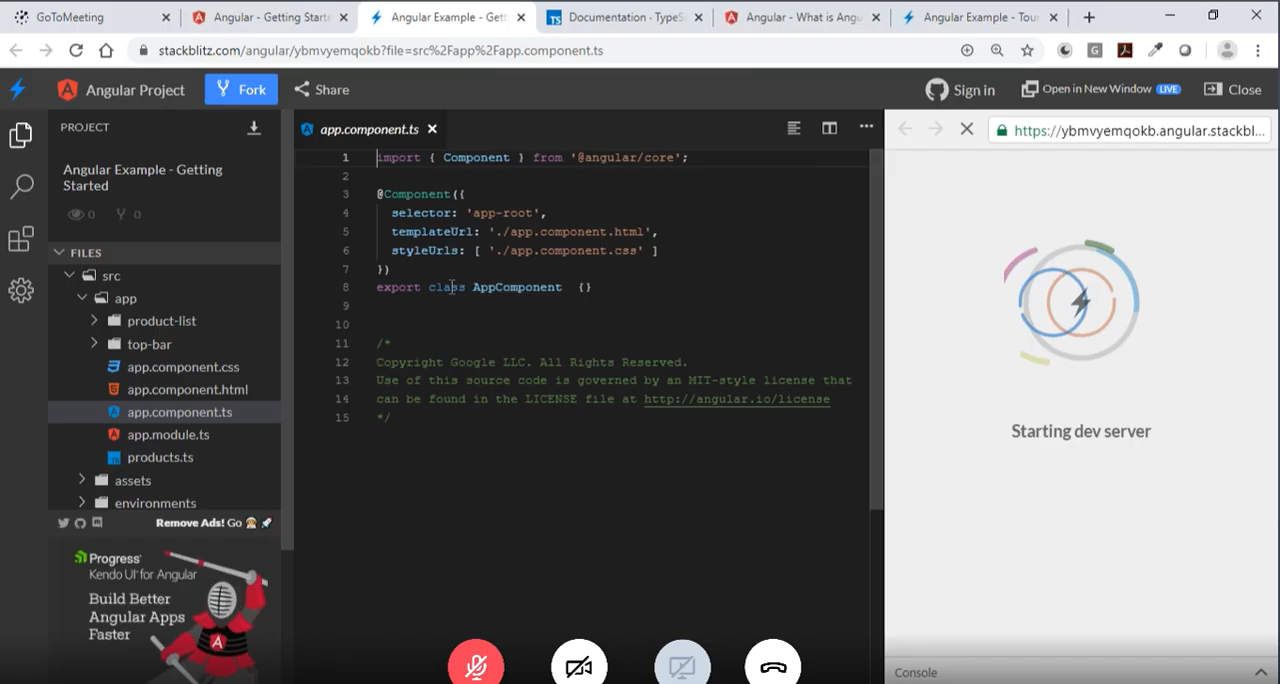 GoToMeeting
Angular - Getting Starte
Angular Example - Gett
Documentation - TypeS
Angular - What is Angu
Angular Example - Tour
stackblitz.com/angular/ybmvyemqokb?file=src%2Fapp%2Fapp.component.ts
Angular Project
Fork
Share
Sign in
Open in New Window LIVE
Close
PROJECT
Angular Example - Getting
Started
0 0
FILES
src
app
product-list
top-bar
app.component.css
app.component.html
app.component.ts
app.module.ts
products.ts
assets
environments
Remove Ads! Go
Progress
Kendo UI for Angular
Build Better
Angular Apps
Faster
app.component.ts
1 import { Component } from '@angular/core';
2
3 @Component({
4 selector: 'app-root',
5 templateUrl: './app.component.html',
6 styleUrls: [ './app.component.css' ]
7 })
8 export class AppComponent {}
9
10
11 /*
12 Copyright Google LLC. All Rights Reserved.
13 Use of this source code is governed by an MIT-style license that
14 can be found in the LICENSE file at http://angular.io/license
15 */
https://ybmvyemqokb.angular.stackbl...
Starting dev server
Console